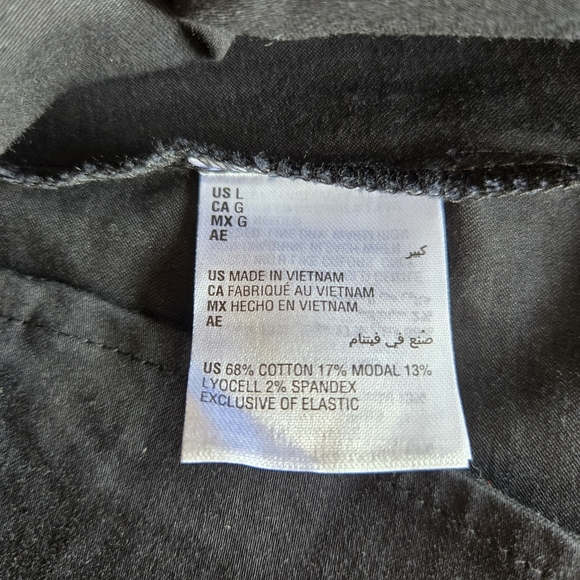 US L
CA G
MX G
AE
كبير
US MADE IN VIETNAM
CA FABRIQUÉ AU VIETNAM
MX HECHO EN VIETNAM
AE
صُنع في فيتنام
US 68% COTTON 17% MODAL 13%
LYOCELL 2% SPANDEX
EXCLUSIVE OF ELASTIC